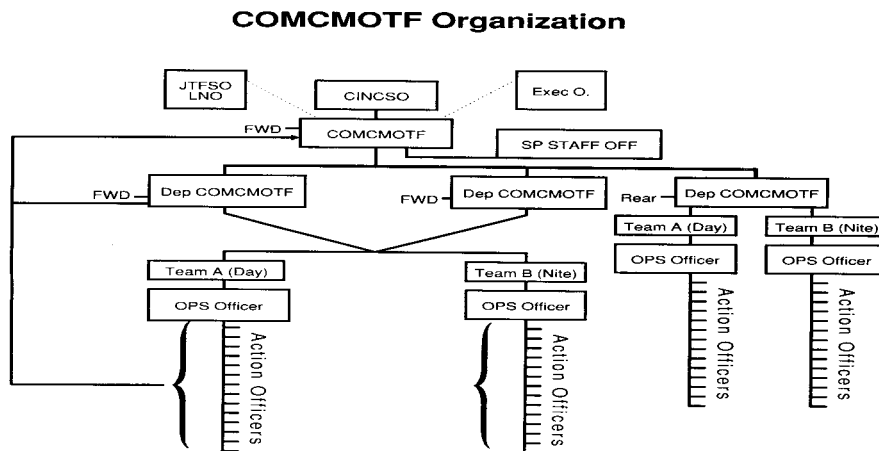 COMCMOTF Organization
JTFSO
LNO
CINCSO
Exec O.
FWD
COMCMOTF
SP STAFF OFF
FWD
Dep COMCMOTF
FWD
Dep COMCMOTF
Rear
Dep COMCMOTF
Team A (Day)
Team B (Nite)
OPS Officer
OPS Officer
Team A (Day)
Team B (Nite)
OPS Officer
OPS Officer
Action Officers
Action Officers
Action Officers
Action Officers